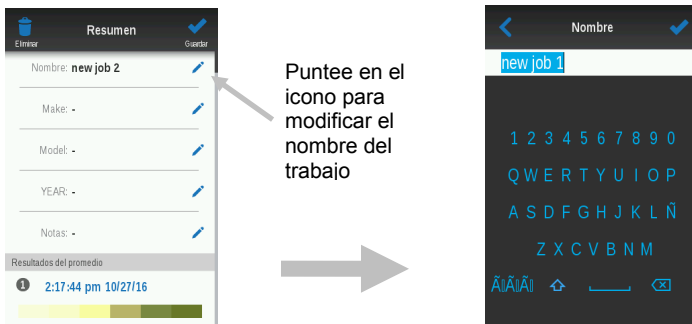 Resumen
Eliminar
Guardar
Nombre: new job 2
Make: -
Model: -
YEAR: -
Notas: -
Resultados del promedio
1 2:17:44 pm 10/27/16
Puntee en el
icono para
modificar el
nombre del
trabajo
Nombre
new job 1
1 2 3 4 5 6 7 8 9 0
Q W E R T Y U I O P
A S D F G H J K L Ñ
Z X C V B N M